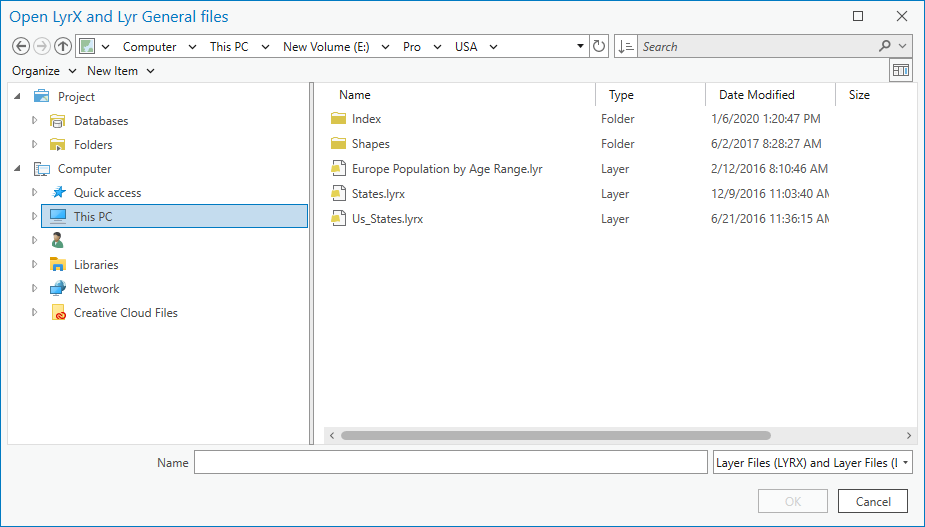 Open LyrX and Lyr General files
Computer This PC New Volume (E:) Pro USA Search
Organize New Item
Project
Databases
Folders
Computer
Quick access
This PC
Libraries
Network
Creative Cloud Files
Name Type Date Modified Size
Index Folder 1/6/2020 1:20:47 PM
Shapes Folder 6/2/2017 8:28:27 AM
Europe Population by Age Range.lyr Layer 2/12/2016 8:10:46 AM
States.lyrx Layer 12/9/2016 11:03:40 AM
Us_States.lyrx Layer 6/21/2016 11:36:15 AM
Name Layer Files (LYRX) and Layer Files (L
OK Cancel